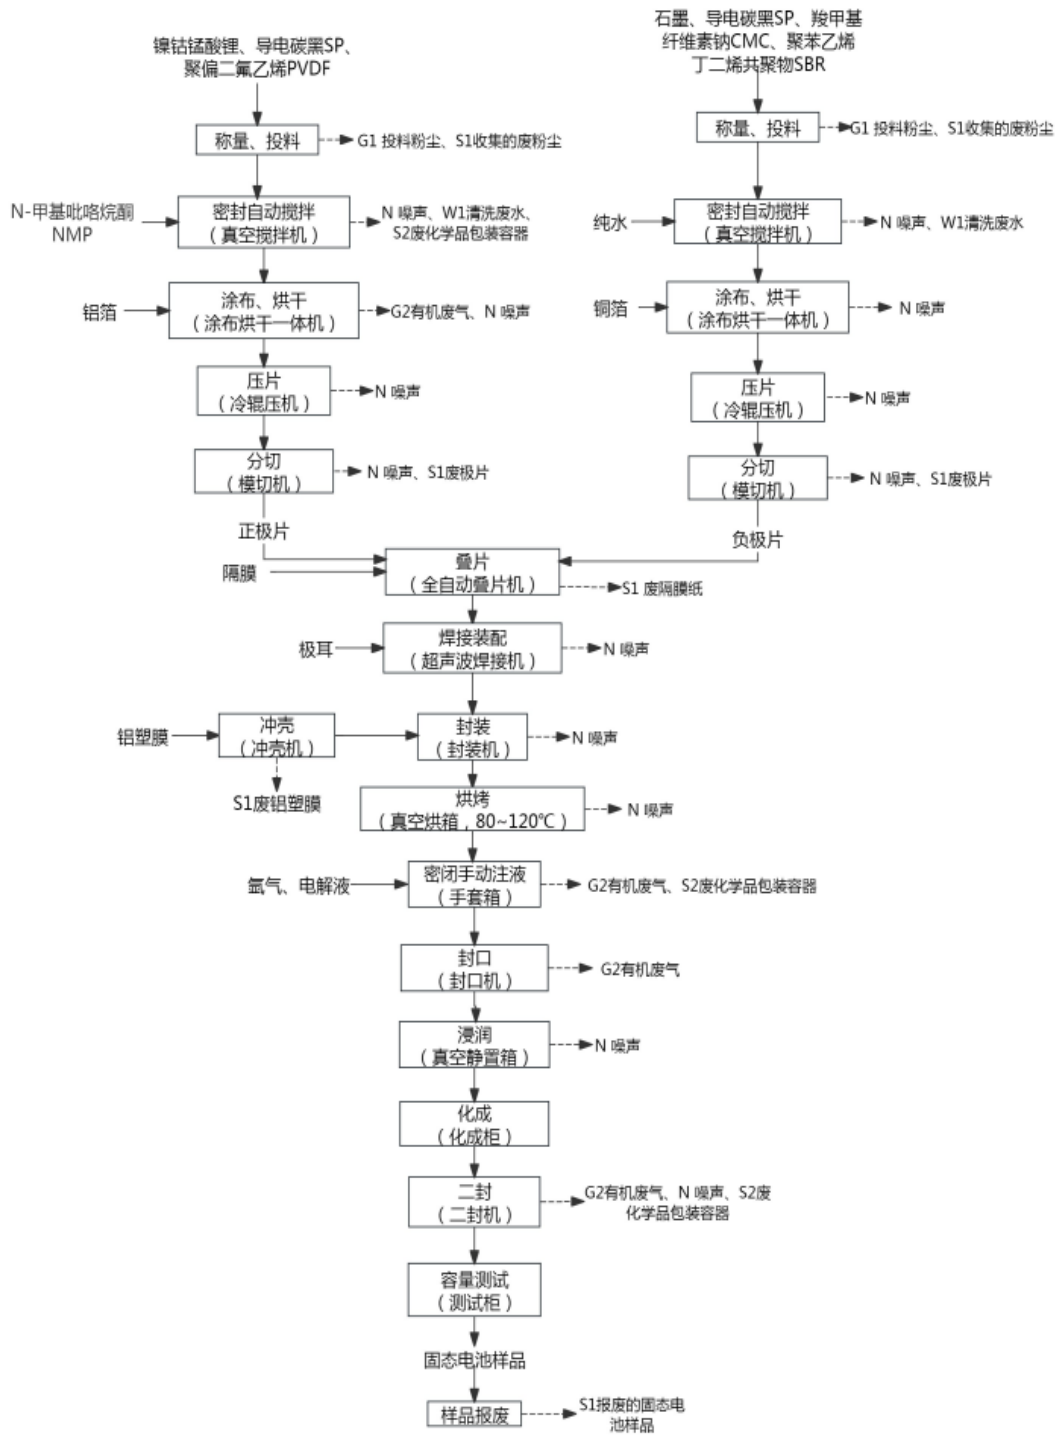 镍钴锰酸锂、导电碳黑SP、
聚偏二氟乙烯PVDF
称量、投料
G1 投料粉尘、S1收集的废粉尘
N-甲基吡咯烷酮
NMP
密封自动搅拌
（真空搅拌机）
N 噪声、W1清洗废水、
S2废化学品包装容器
铝箔
涂布、烘干
（涂布烘干一体机）
G2有机废气、N 噪声
压片
（冷辊压机）
N 噪声
分切
（模切机）
N 噪声、S1废极片
正极片
石墨、导电碳黑SP、羧甲基
纤维素钠CMC、聚苯乙烯
丁二烯共聚物SBR
称量、投料
G1 投料粉尘、S1收集的废粉尘
纯水
密封自动搅拌
（真空搅拌机）
N 噪声、W1清洗废水
铜箔
涂布、烘干
（涂布烘干一体机）
N 噪声
压片
（冷辊压机）
N 噪声
分切
（模切机）
N 噪声、S1废极片
负极片
隔膜
叠片
（全自动叠片机）
S1 废隔膜纸
极耳
焊接装配
（超声波焊接机）
N 噪声
铝塑膜
冲壳
（冲壳机）
S1废铝塑膜
封装
（封装机）
N 噪声
烘烤
（真空烘箱，80~120℃）
N 噪声
氩气、电解液
密闭手动注液
（手套箱）
G2有机废气、S2废化学品包装容器
封口
（封口机）
G2有机废气
浸润
（真空静置箱）
N 噪声
化成
（化成柜）
二封
（二封机）
G2有机废气、N 噪声、S2废
化学品包装容器
容量测试
（测试柜）
固态电池样品
样品报废
S1报废的固态电
池样品